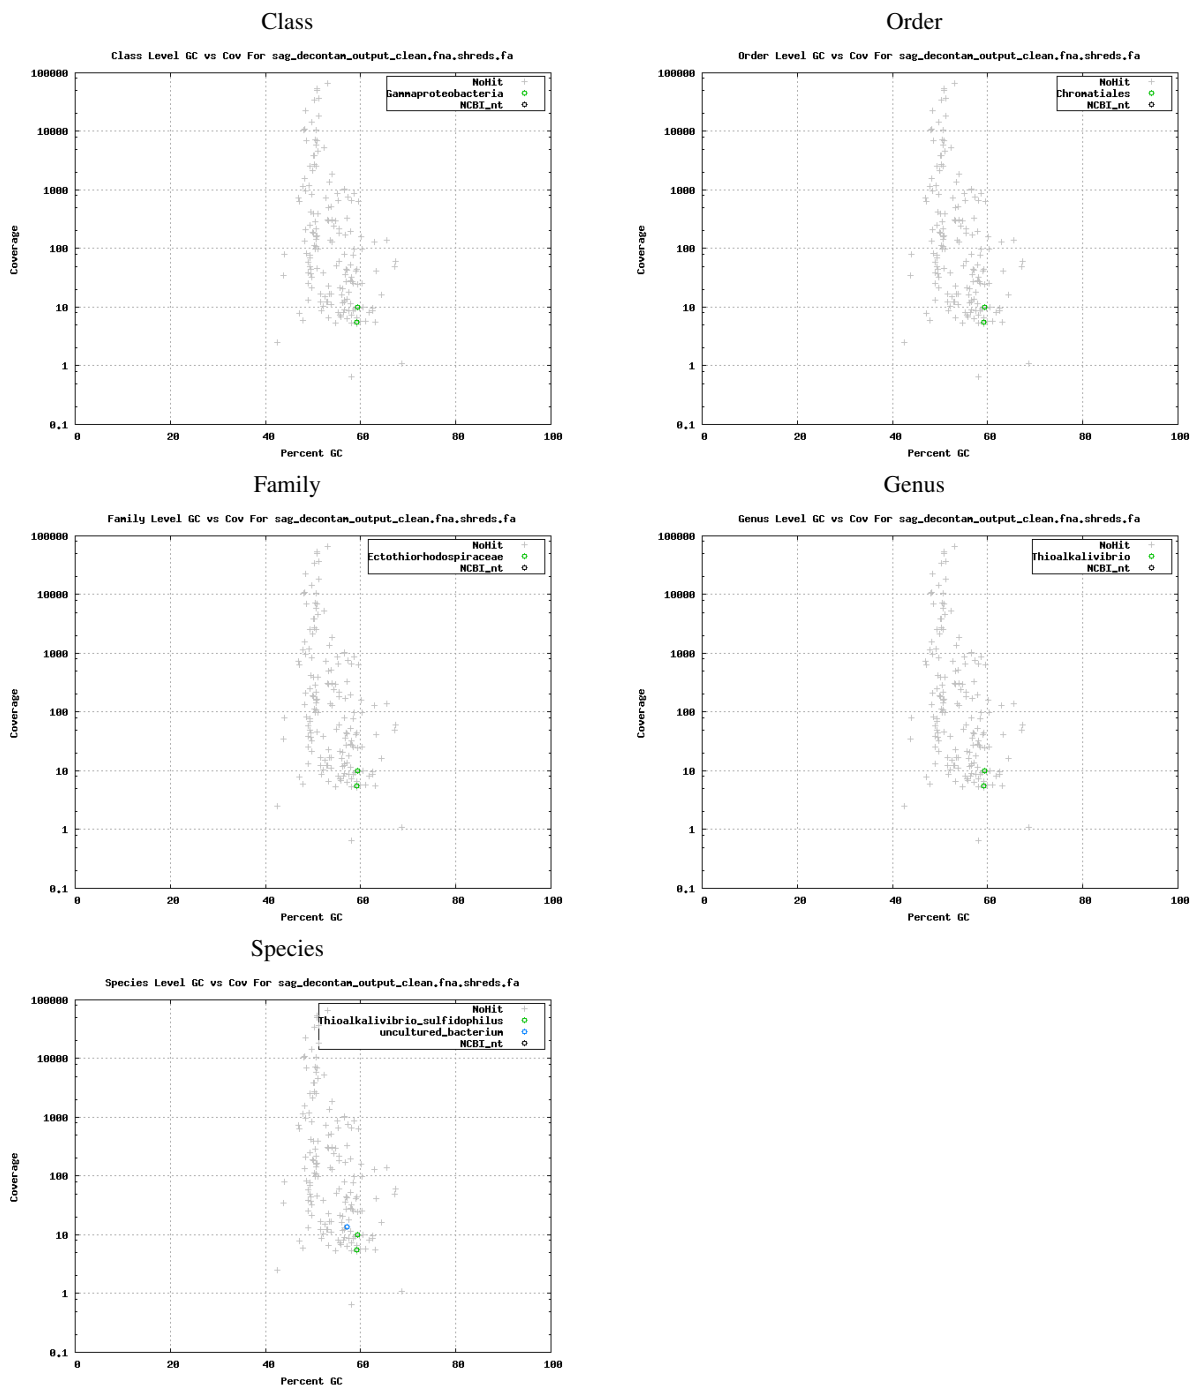 Class
Class Level GC vs Cov For sag_decontam_output_clean.fna.shreds.fa
NoHit
Gammaproteobacteria
NCBI_nt
100000
10000
1000
100
10
1
0.1
Coverage
0 20 40 60 80 100
Percent GC
Order
Order Level GC vs Cov For sag_decontam_output_clean.fna.shreds.fa
NoHit
Chromatiales
NCBI_nt
100000
10000
1000
100
10
1
0.1
Coverage
0 20 40 60 80 100
Percent GC
Family
Family Level GC vs Cov For sag_decontam_output_clean.fna.shreds.fa
NoHit
Ectothiorhodospiraceae
NCBI_nt
100000
10000
1000
100
10
1
0.1
Coverage
0 20 40 60 80 100
Percent GC
Genus
Genus Level GC vs Cov For sag_decontam_output_clean.fna.shreds.fa
NoHit
Thioalkalivibrio
NCBI_nt
100000
10000
1000
100
10
1
0.1
Coverage
0 20 40 60 80 100
Percent GC
Species
Species Level GC vs Cov For sag_decontam_output_clean.fna.shreds.fa
NoHit
Thioalkalivibrio_sulfidophilus
uncultured_bacterium
NCBI_nt
100000
10000
1000
100
10
1
0.1
Coverage
0 20 40 60 80 100
Percent GC